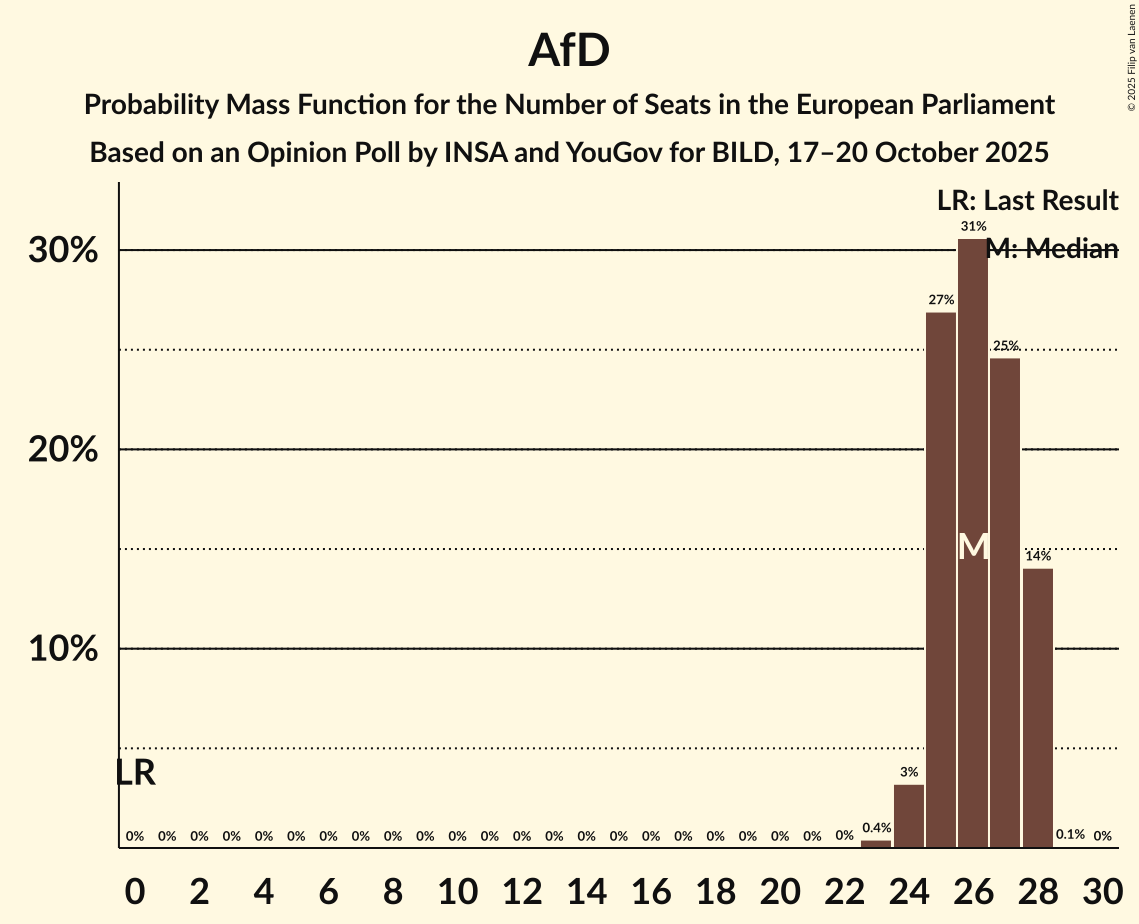 AfD
Probability Mass Function for the Number of Seats in the European Parliament
Based on an Opinion Poll by INSA and YouGov for BILD, 17–20 October 2025
© 2025 Filip van Laenen
LR: Last Result
M: Median
30%
20%
10%
31%
27%
25%
M
14%
LR
3%
0% 0% 0% 0% 0% 0% 0% 0% 0% 0% 0% 0% 0% 0% 0% 0% 0% 0% 0% 0% 0% 0% 0% 0.4% 0.1% 0%
0 2 4 6 8 10 12 14 16 18 20 22 24 26 28 30